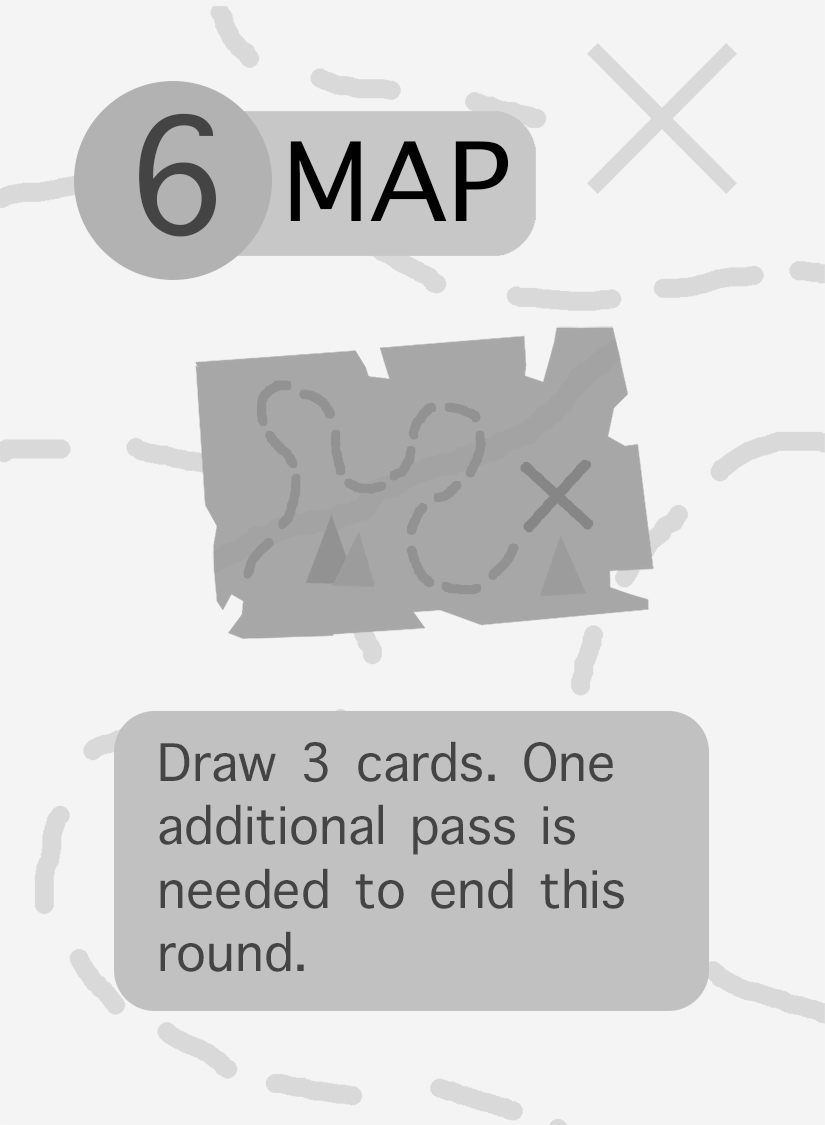 6 MAP
Draw 3 cards. One
additional pass is
needed to end this
round.